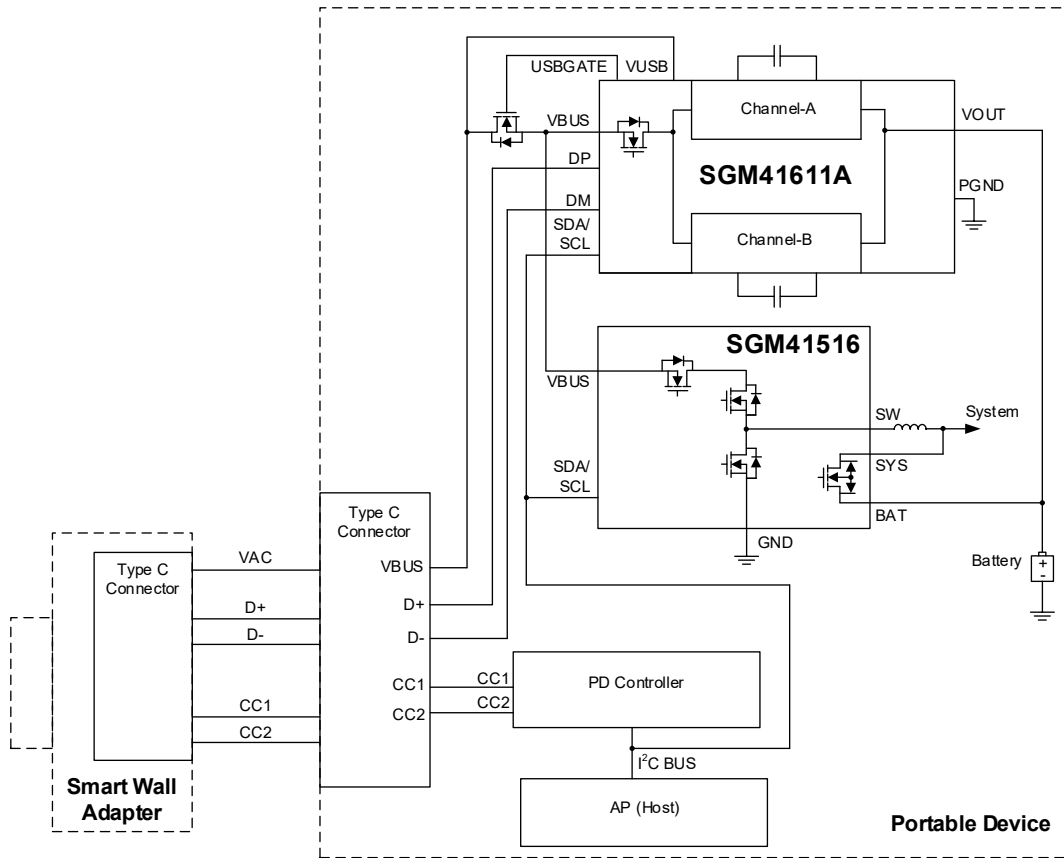 USBGATE
VUSB
Channel-A
VBUS
VOUT
DP
SGM41611A
PGND
DM
SDA/
SCL
Channel-B
SGM41516
VBUS
SW
System
SDA/
SCL
SYS
BAT
GND
Type C
Connector
VBUS
Battery
+
-
Type C
Connector
VAC
D+
D+
D-
D-
PD Controller
CC1
CC1
CC2
CC2
CC1
CC2
I²C BUS
Smart Wall
Adapter
AP (Host)
Portable Device